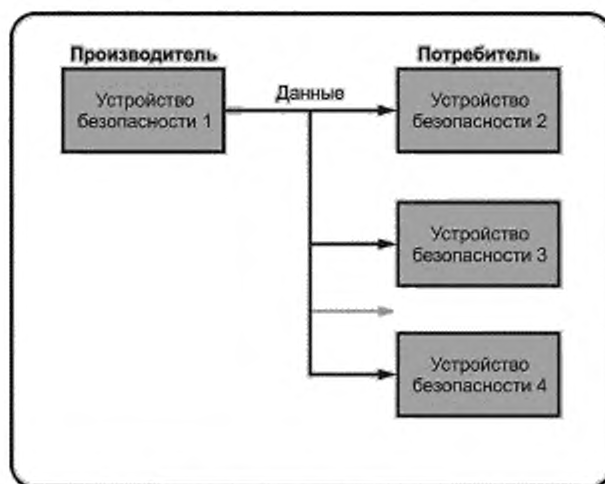 Производитель
Потребитель
Устройство
безопасности 1
Данные
Устройство
безопасности 2
Устройство
безопасности 3
Устройство
безопасности 4